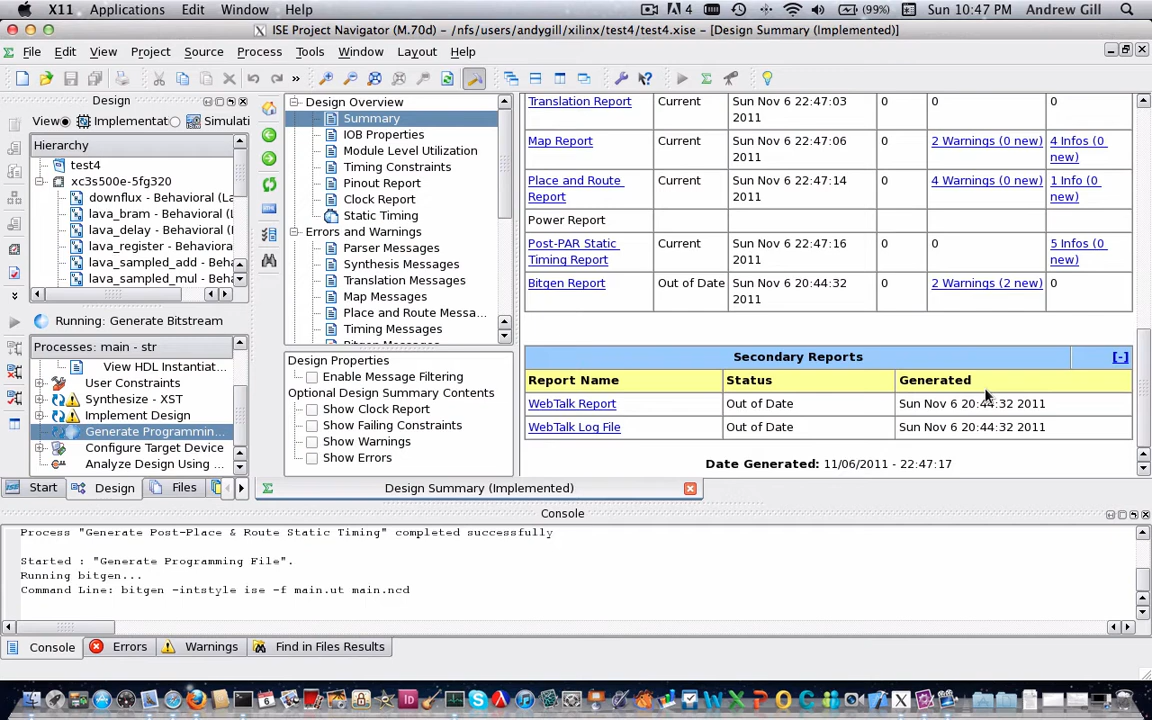 X11 Applications Edit Window Help 4 (99%) Sun 10:47 PM Andrew Gill
ISE Project Navigator (M.70d) - /nfs/users/andygill/xilinx/test4/test4.xise - [Design Summary (Implemented)]
File Edit View Project Source Process Tools Window Layout Help
Design
View Implementat Simulati
Hierarchy
test4
xc3s500e-5fg320
downflux - Behavioral (La
lava_bram - Behavioral (L
lava_delay - Behavioral (
lava_register - Behaviora
lava_sampled_add - Behav
lava_sampled_mul - Behav
Running: Generate Bitstream
Processes: main - str
View HDL Instantiat...
User Constraints
Synthesize - XST
Implement Design
Generate Programmin...
Configure Target Device
Analyze Design Using ...
Start Design Files
Design Overview
Summary
IOB Properties
Module Level Utilization
Timing Constraints
Pinout Report
Clock Report
Static Timing
Errors and Warnings
Parser Messages
Synthesis Messages
Translation Messages
Map Messages
Place and Route Messa...
Timing Messages
Bitgen Messages
Design Properties
Enable Message Filtering
Optional Design Summary Contents
Show Clock Report
Show Failing Constraints
Show Warnings
Show Errors
Translation Report Current Sun Nov 6 22:47:03 2011 0 0 0
Map Report Current Sun Nov 6 22:47:06 2011 0 2 Warnings (0 new) 4 Infos (0 new)
Place and Route Report Current Sun Nov 6 22:47:14 2011 0 4 Warnings (0 new) 1 Info (0 new)
Power Report
Post-PAR Static Timing Report Current Sun Nov 6 22:47:16 2011 0 0 5 Infos (0 new)
Bitgen Report Out of Date Sun Nov 6 20:44:32 2011 0 2 Warnings (2 new) 0
Secondary Reports [-]
Report Name Status Generated
WebTalk Report Out of Date Sun Nov 6 20:44:32 2011
WebTalk Log File Out of Date Sun Nov 6 20:44:32 2011
Date Generated: 11/06/2011 - 22:47:17
Design Summary (Implemented)
Console
Process "Generate Post-Place & Route Static Timing" completed successfully
Started : "Generate Programming File".
Running bitgen...
Command Line: bitgen -intstyle ise -f main.ut main.ncd
Console Errors Warnings Find in Files Results